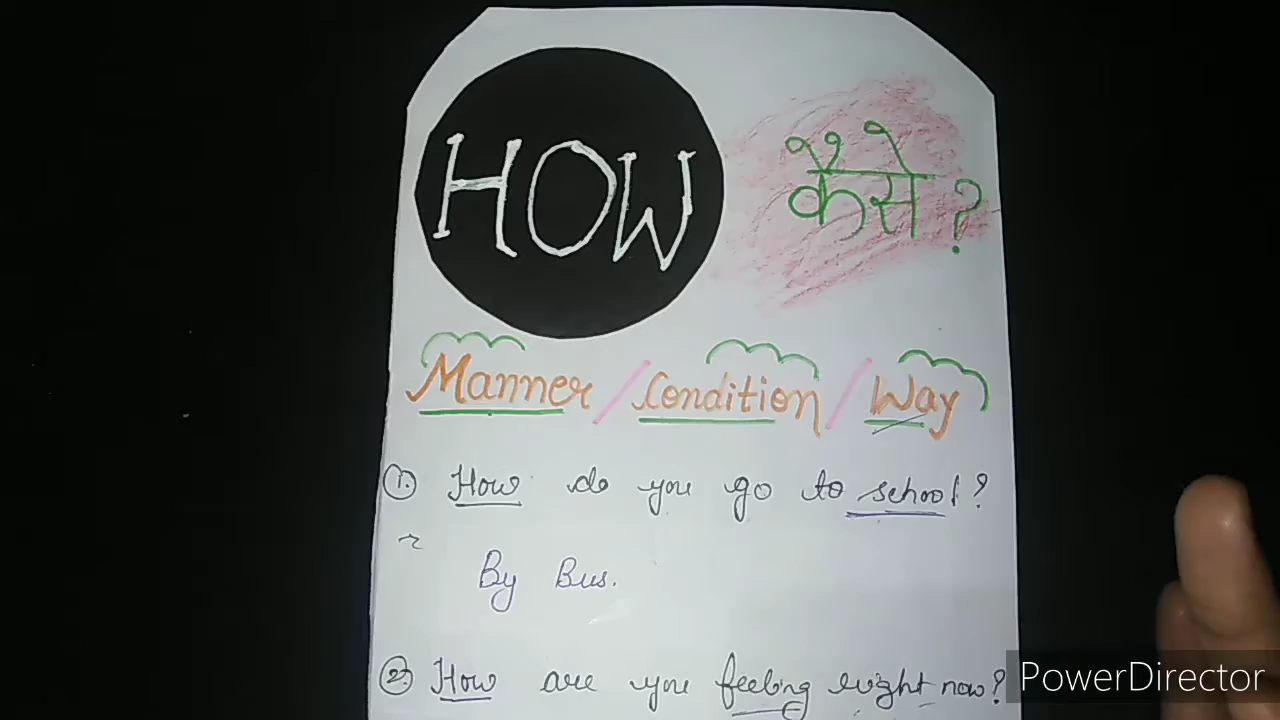 HOW कैसे ?
Manner / Condition / Way
1. How do you go to school?
By Bus.
2. How are you feeling right now?
PowerDirector